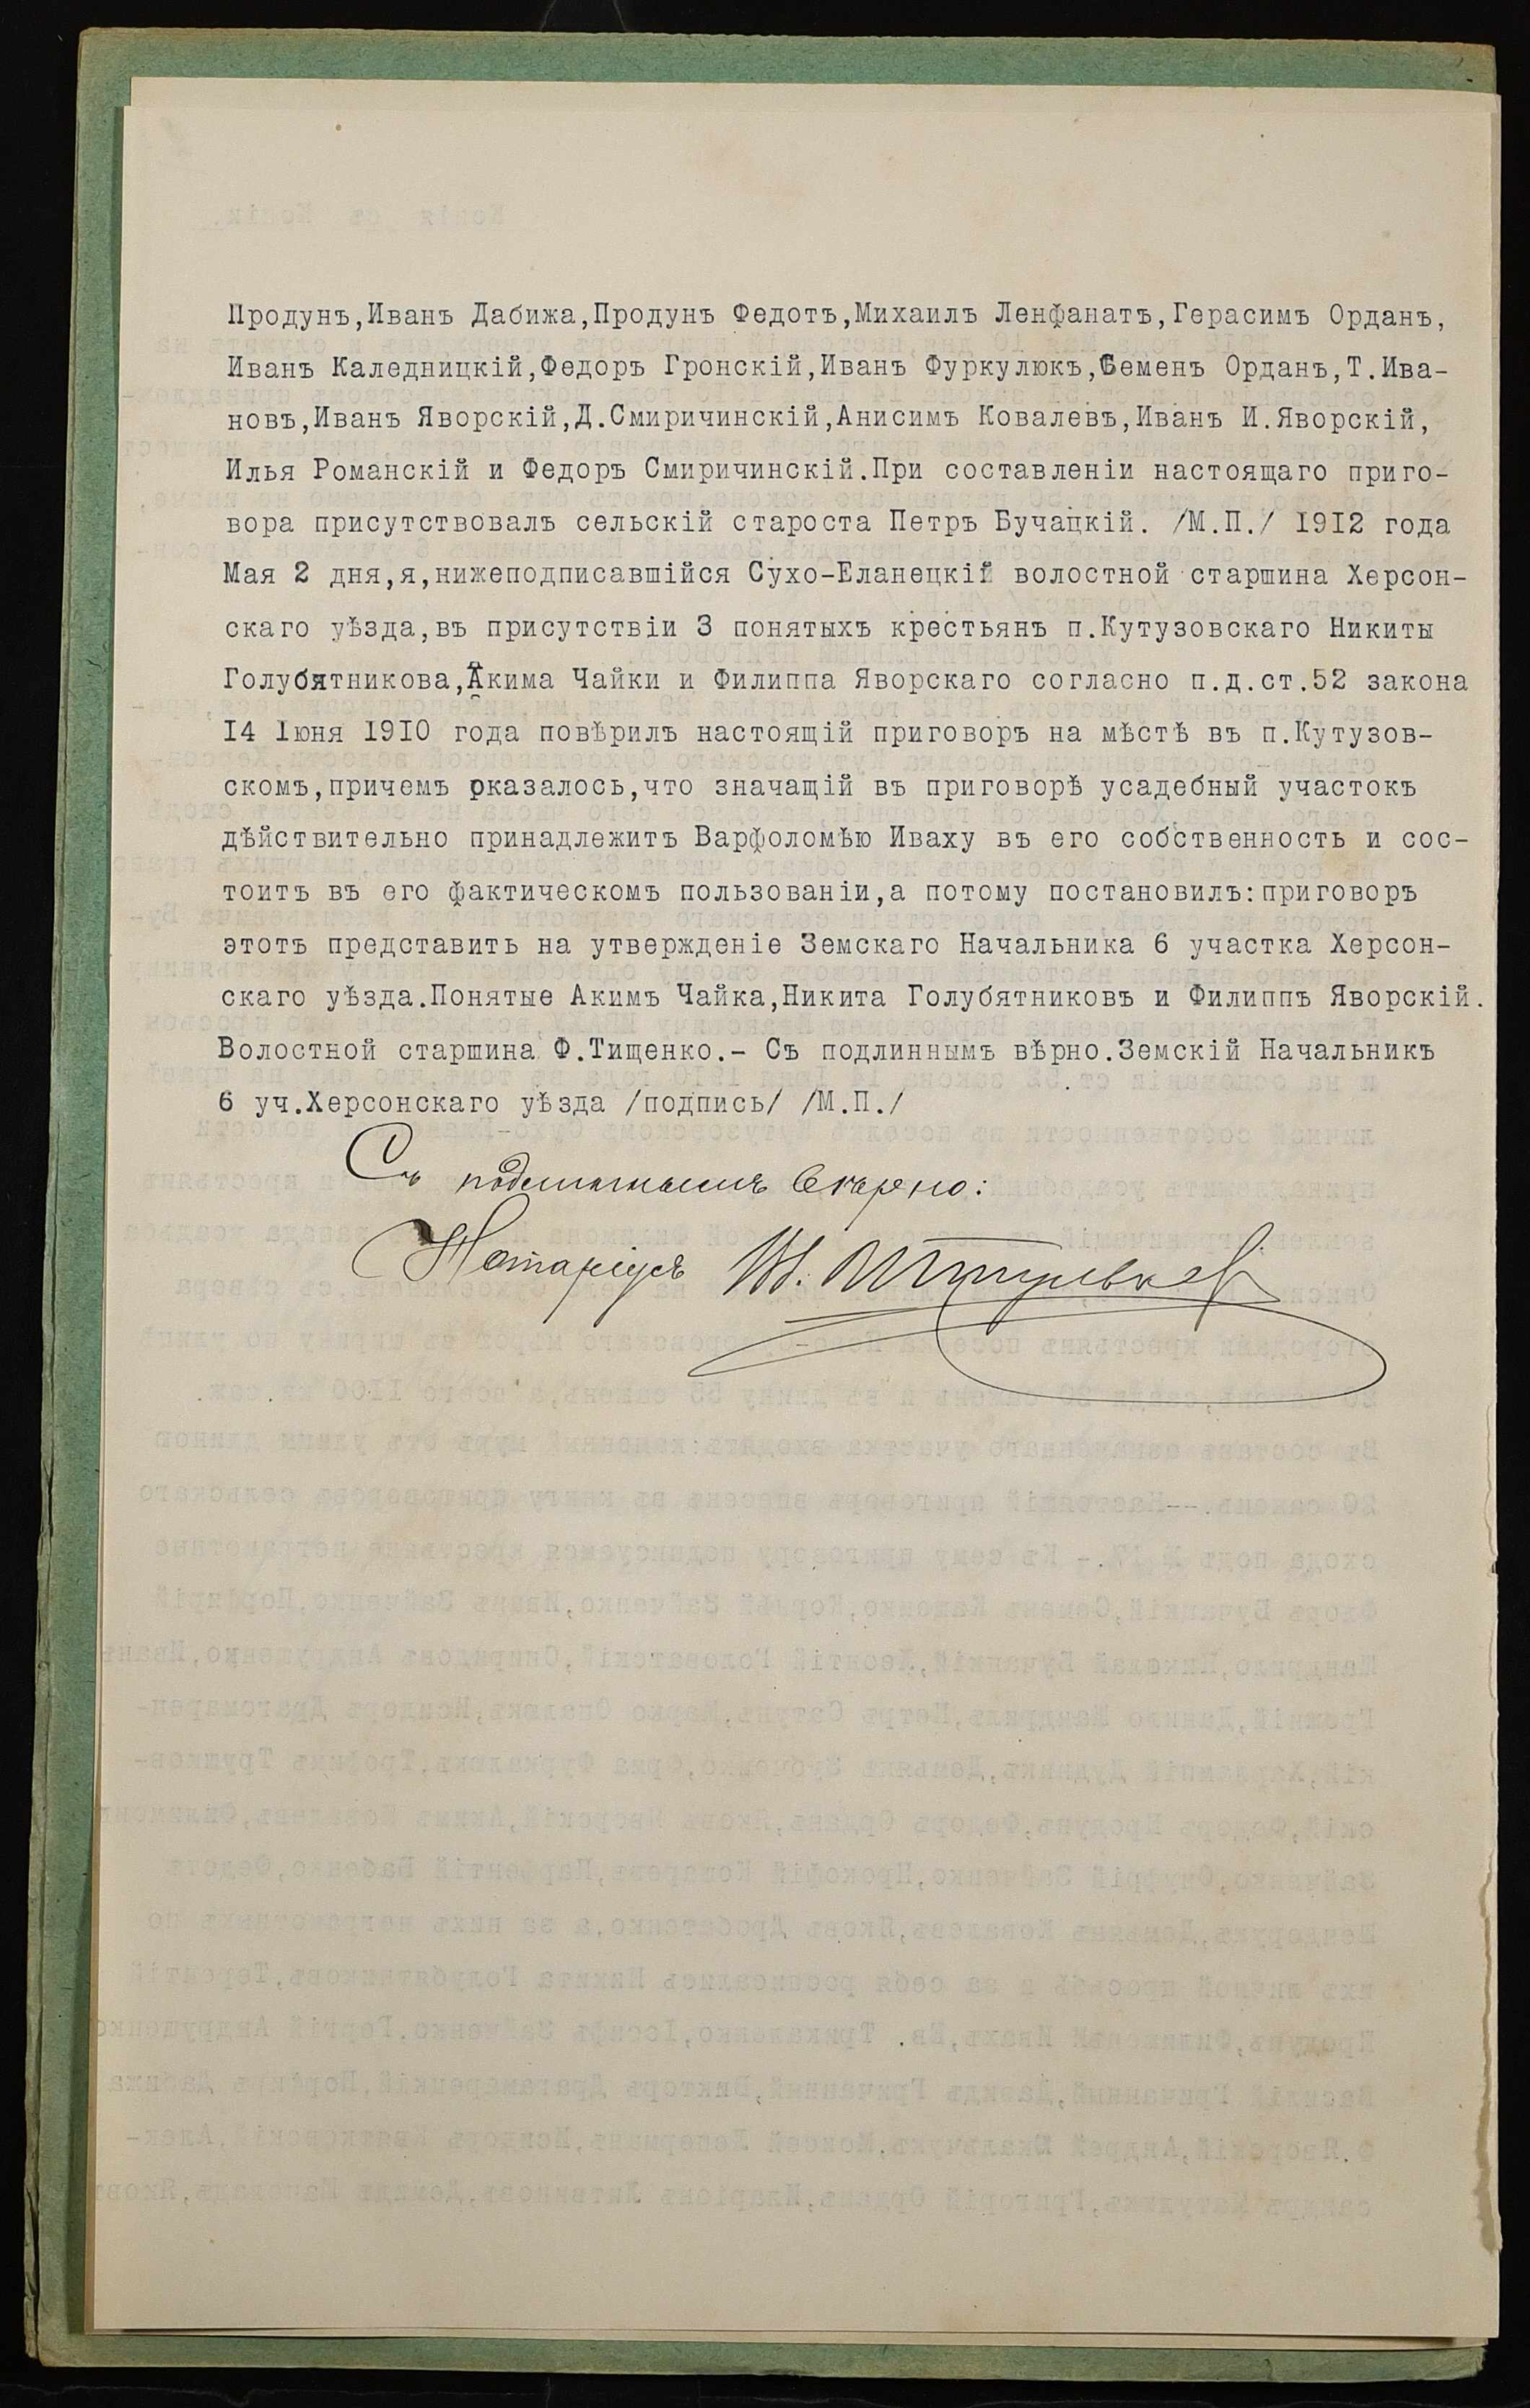 Продунъ,Иванъ Дабижа,Продунъ Федотъ,Михаилъ Ленфанатъ,Герасимъ Орданъ,
Иванъ Каледницкій,Федоръ Гронскій,Иванъ Фуркулюкъ,Семенъ Орданъ,Т.Ива-
новъ,Иванъ Яворскій,Д.Смиричинскій,Анисимъ Ковалевъ,Иванъ И.Яворскій,
Илья Романскій и Федоръ Смиричинскій.При составленіи настоящаго приго-
вора присутствовалъ сельскій староста Петръ Бучацкій. /М.П./ 1912 года
Мая 2 дня,я,нижеподписавшійся Сухо-Еланецкій волостной старшина Херсон-
скаго уѣзда,въ присутствіи 3 понятыхъ крестьянъ п.Кутузовскаго Никиты
Голубятникова,Акима Чайки и Филиппа Яворскаго согласно п.д.ст.52 закона
14 Іюня 1910 года повѣрилъ настоящій приговоръ на мѣстѣ въ п.Кутузов-
скомъ,причемъ оказалось,что значащій въ приговорѣ усадебный участокъ
дѣйствительно принадлежитъ Варфоломѣю Иваху въ его собственность и сос-
тоитъ въ его фактическомъ пользованіи,а потому постановилъ:приговоръ
этотъ представить на утвержденіе Земскаго Начальника 6 участка Херсон-
скаго уѣзда.Понятые Акимъ Чайка,Никита Голубятниковъ и Филиппъ Яворскій.
Волостной старшина Ф.Тищенко.- Съ подлиннымъ вѣрно.Земскій Начальникъ
6 уч.Херсонскаго уѣзда /подпись/ /М.П./
Съ подлиннымъ вѣрно:
Нотаріусъ